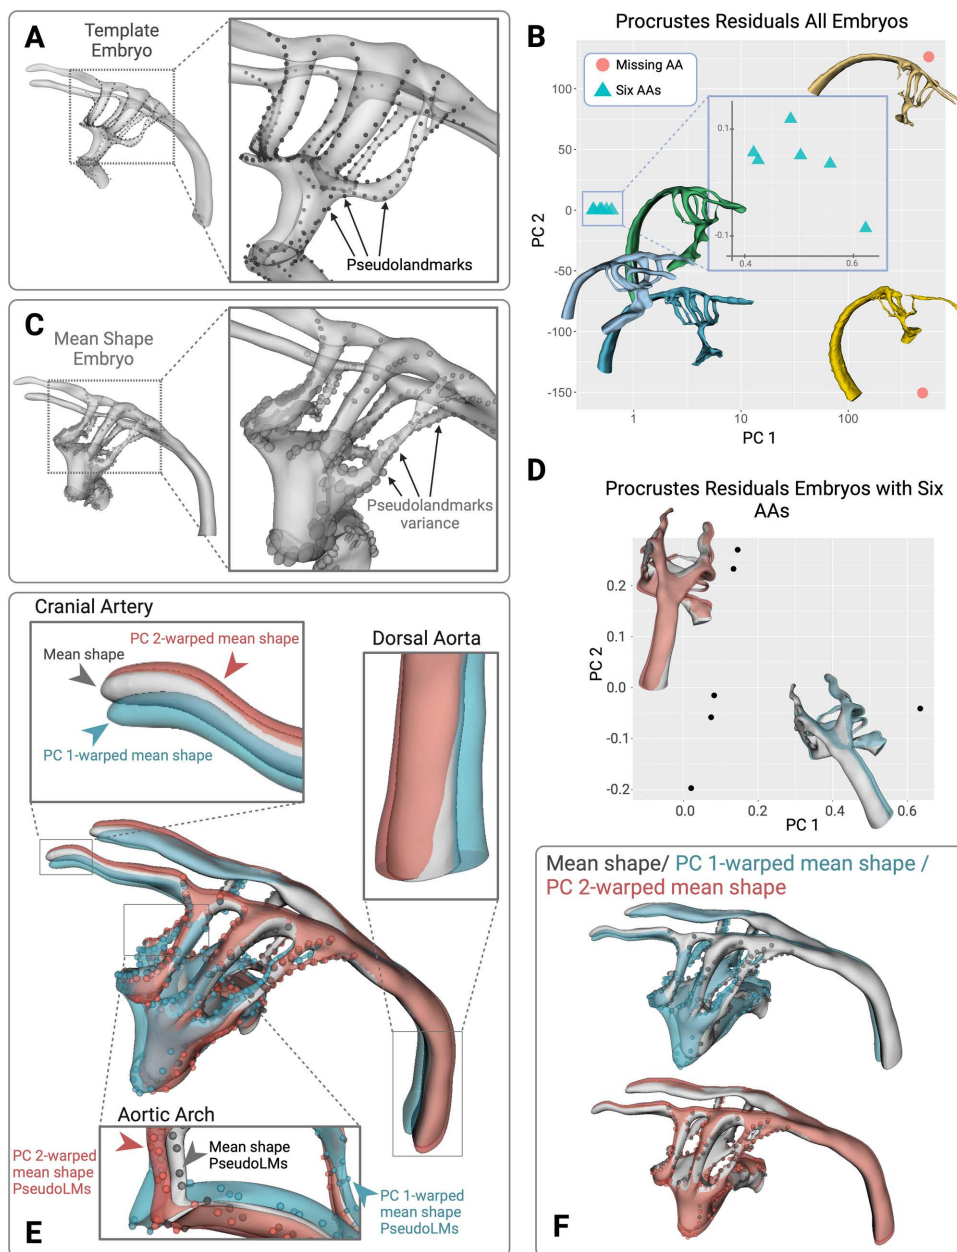 A
Template
Embryo
Pseudolandmarks
B
Procrustes Residuals All Embryos
Missing AA
Six AAs
PC 2
100
50
0
-50
-100
-150
0.1
-0.1
0.4
0.6
1
10
100
PC 1
C
Mean Shape
Embryo
Pseudolandmarks
variance
D
Procrustes Residuals Embryos with Six
AAs
PC 2
0.2
0.1
0.0
-0.1
-0.2
0.0
0.2
0.4
0.6
PC 1
Cranial Artery
PC 2-warped mean shape
Mean shape
PC 1-warped mean shape
Dorsal Aorta
Aortic Arch
PC 2-warped
mean shape
PseudoLMs
Mean shape
PseudoLMs
PC 1-warped
mean shape
PseudoLMs
E
Mean shape/ PC 1-warped mean shape /
PC 2-warped mean shape
F